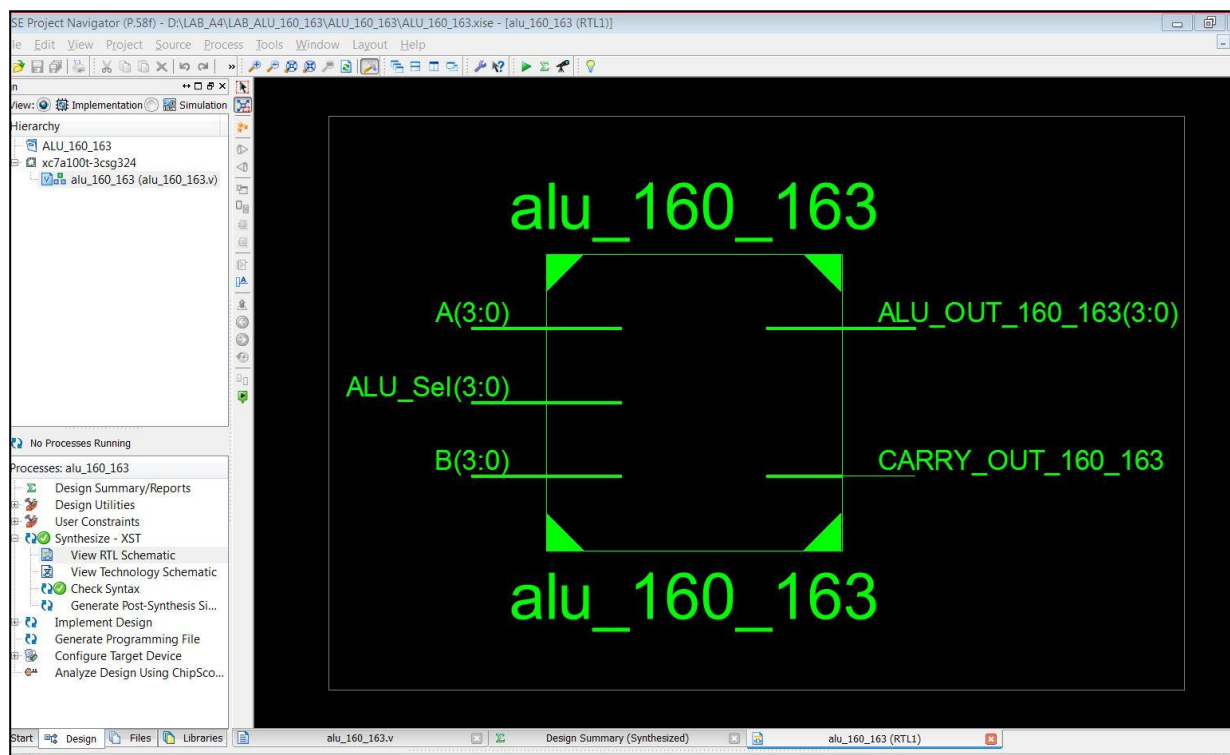 SE Project Navigator (P.58f) - D:\LAB_A4\LAB_ALU_160_163\ALU_160_163\ALU_160_163.xise - [alu_160_163 (RTL1)]
le Edit View Project Source Process Tools Window Layout Help
View: Implementation Simulation
Hierarchy
ALU_160_163
xc7a100t-3csg324
alu_160_163 (alu_160_163.v)
No Processes Running
Processes: alu_160_163
Design Summary/Reports
Design Utilities
User Constraints
Synthesize - XST
View RTL Schematic
View Technology Schematic
Check Syntax
Generate Post-Synthesis Si...
Implement Design
Generate Programming File
Configure Target Device
Analyze Design Using ChipSco...
Start Design Files Libraries
alu_160_163
A(3:0)
ALU_OUT_160_163(3:0)
ALU_Sel(3:0)
B(3:0)
CARRY_OUT_160_163
alu_160_163
alu_160_163.v
Design Summary (Synthesized)
alu_160_163 (RTL1)